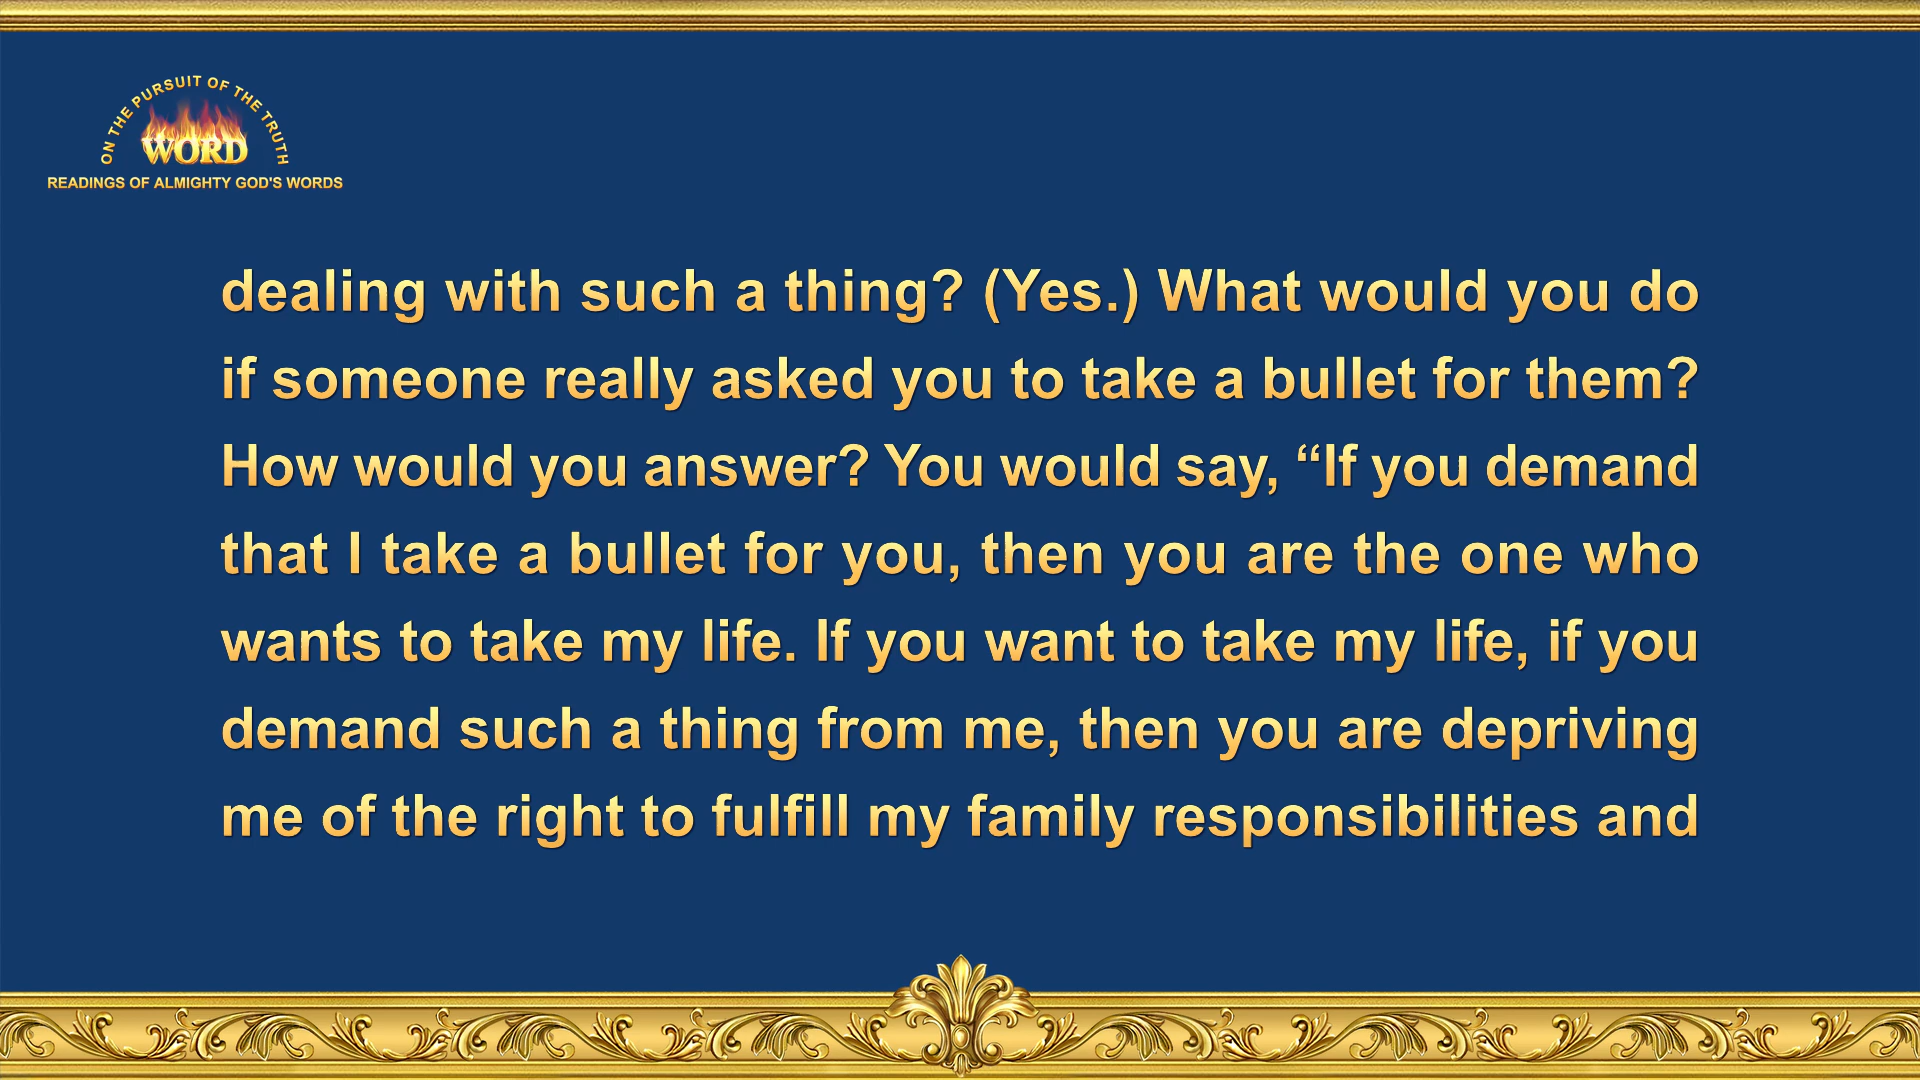 ON THE PURSUIT OF THE TRUTH
WORD
READINGS OF ALMIGHTY GOD'S WORDS
dealing with such a thing? (Yes.) What would you do
if someone really asked you to take a bullet for them?
How would you answer? You would say, “If you demand
that I take a bullet for you, then you are the one who
wants to take my life. If you want to take my life, if you
demand such a thing from me, then you are depriving
me of the right to fulfill my family responsibilities and